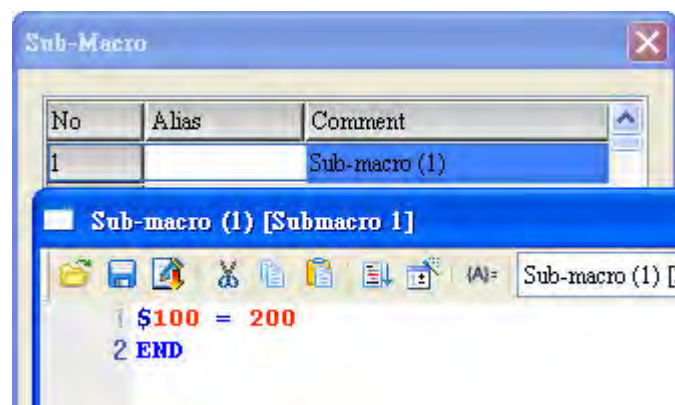 Sub-Macro
No Alias Comment
1 Sub-macro (1)
Sub-macro (1) [Submacro 1]
{A}= Sub-macro (1) [
1 $100 = 200
2 END